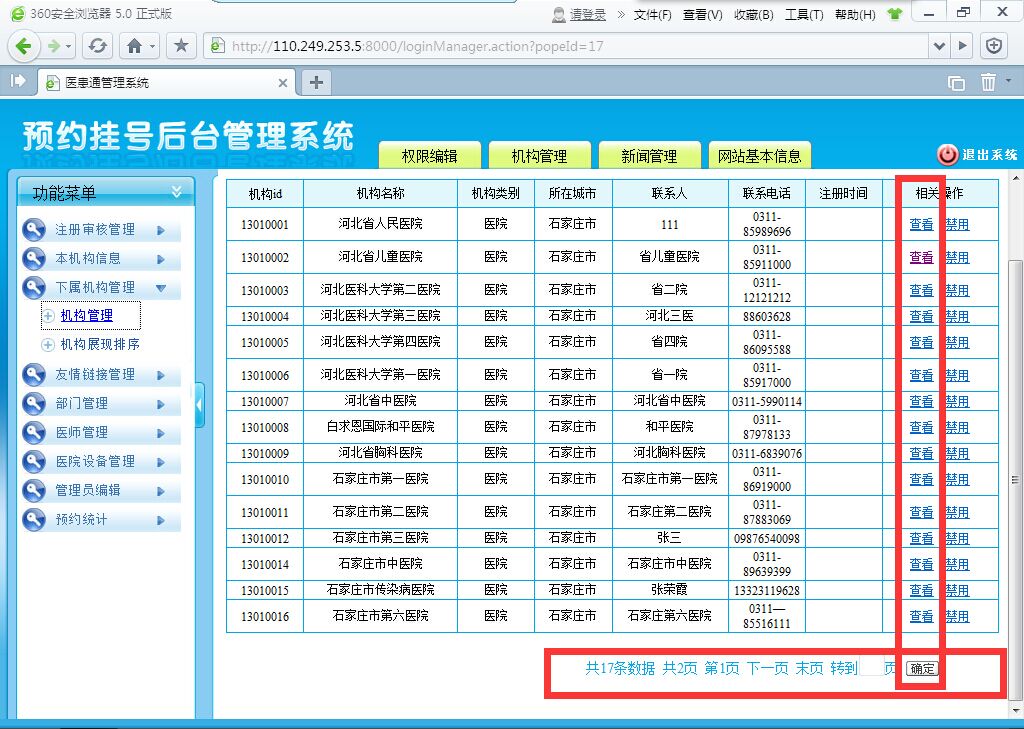 360安全浏览器 5.0 正式版 请登录 » 文件(F) 查看(V) 收藏(B) 工具(T) 帮助(H)
http://110.249.253.5:8000/loginManager.action?popeId=17
医患通管理系统
预约挂号后台管理系统
权限编辑 机构管理 新闻管理 网站基本信息 退出系统
功能菜单
注册审核管理
本机构信息
下属机构管理
机构管理
机构展现排序
友情链接管理
部门管理
医师管理
医院设备管理
管理员编辑
预约统计
机构id 机构名称 机构类别 所在城市 联系人 联系电话 注册时间 相关操作
13010001 河北省人民医院 医院 石家庄市 111 0311-85989696 查看 禁用
13010002 河北省儿童医院 医院 石家庄市 省儿童医院 0311-85911000 查看 禁用
13010003 河北医科大学第二医院 医院 石家庄市 省二院 0311-12121212 查看 禁用
13010004 河北医科大学第三医院 医院 石家庄市 河北三医 88603628 查看 禁用
13010005 河北医科大学第四医院 医院 石家庄市 省四院 0311-86095588 查看 禁用
13010006 河北医科大学第一医院 医院 石家庄市 省一院 0311-85917000 查看 禁用
13010007 河北省中医院 医院 石家庄市 河北省中医院 0311-5990114 查看 禁用
13010008 白求恩国际和平医院 医院 石家庄市 和平医院 0311-87978133 查看 禁用
13010009 河北省胸科医院 医院 石家庄市 河北胸科医院 0311-6839076 查看 禁用
13010010 石家庄市第一医院 医院 石家庄市 石家庄市第一医院 0311-86919000 查看 禁用
13010011 石家庄市第二医院 医院 石家庄市 石家庄第二医院 0311-87883069 查看 禁用
13010012 石家庄市第三医院 医院 石家庄市 张三 09876540098 查看 禁用
13010014 石家庄市中医院 医院 石家庄市 石家庄市中医院 0311-89639399 查看 禁用
13010015 石家庄市传染病医院 医院 石家庄市 张荣霞 13323119628 查看 禁用
13010016 石家庄市第六医院 医院 石家庄市 石家庄第六医院 0311—85516111 查看 禁用
共17条数据 共2页 第1页 下一页 末页 转到 页 确定